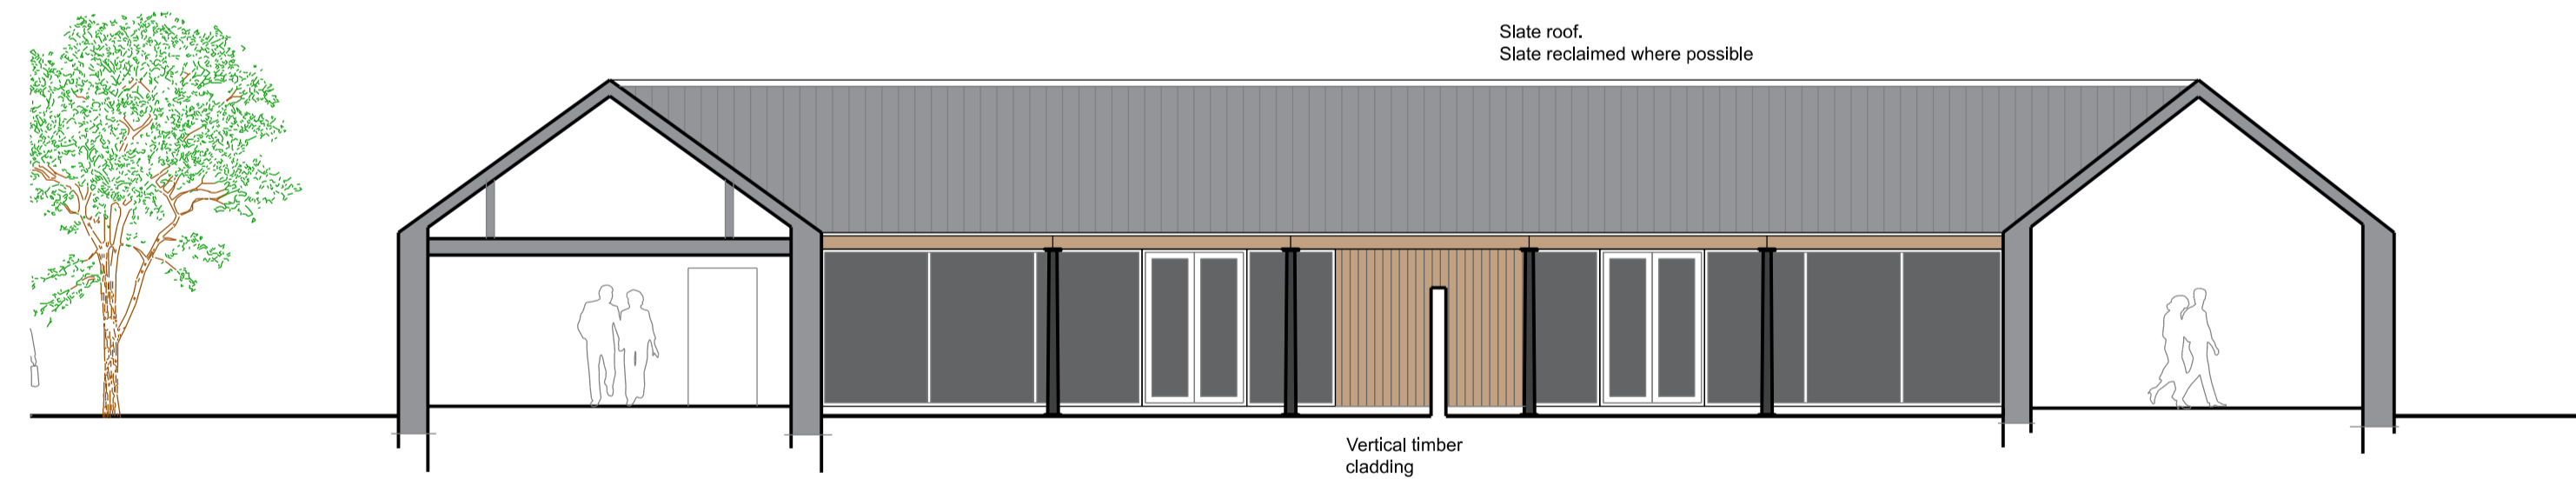 Slate roof.
Slate reclaimed where possible
Vertical timber
cladding